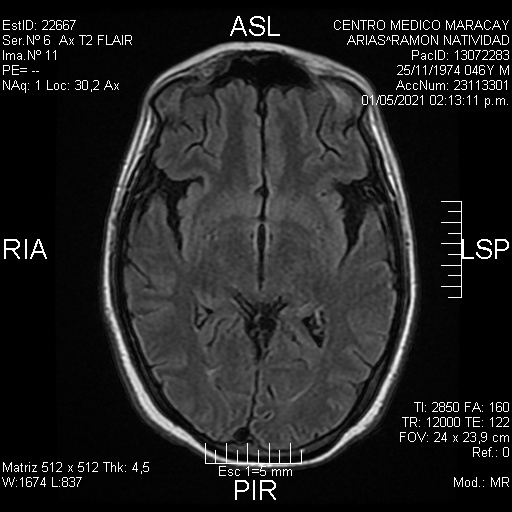 EstID: 22667
Ser.Nº 6 Ax T2 FLAIR
Ima.Nº 11
PE= --
NAq: 1 Loc: 30,2 Ax
ASL
CENTRO MEDICO MARACAY
ARIAS^RAMON NATIVIDAD
PacID: 13072283
25/11/1974 046Y M
AccNum: 23113301
01/05/2021 02:13:11 p.m.
RIA
LSP
TI: 2850 FA: 160
TR: 12000 TE: 122
FOV: 24 x 23,9 cm
Ref.: 0
Mod.: MR
Matriz 512 x 512 Thk: 4,5
W:1674 L:837
Esc 1=5 mm
PIR